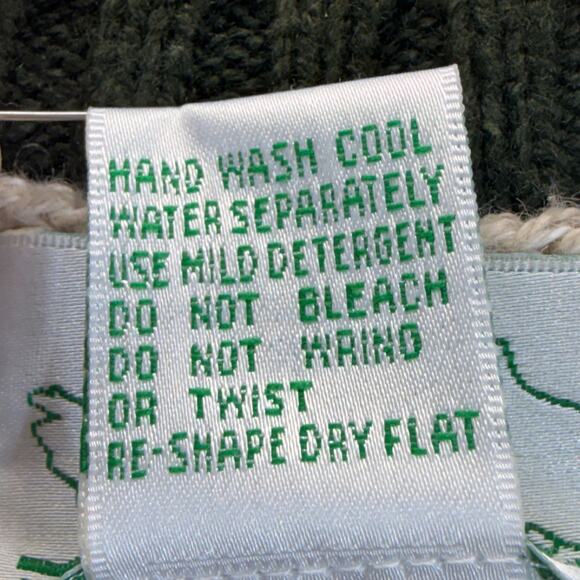 HAND WASH COOL
WATER SEPARATELY
USE MILD DETERGENT
DO NOT BLEACH
DO NOT WRING
OR TWIST
RE-SHAPE DRY FLAT